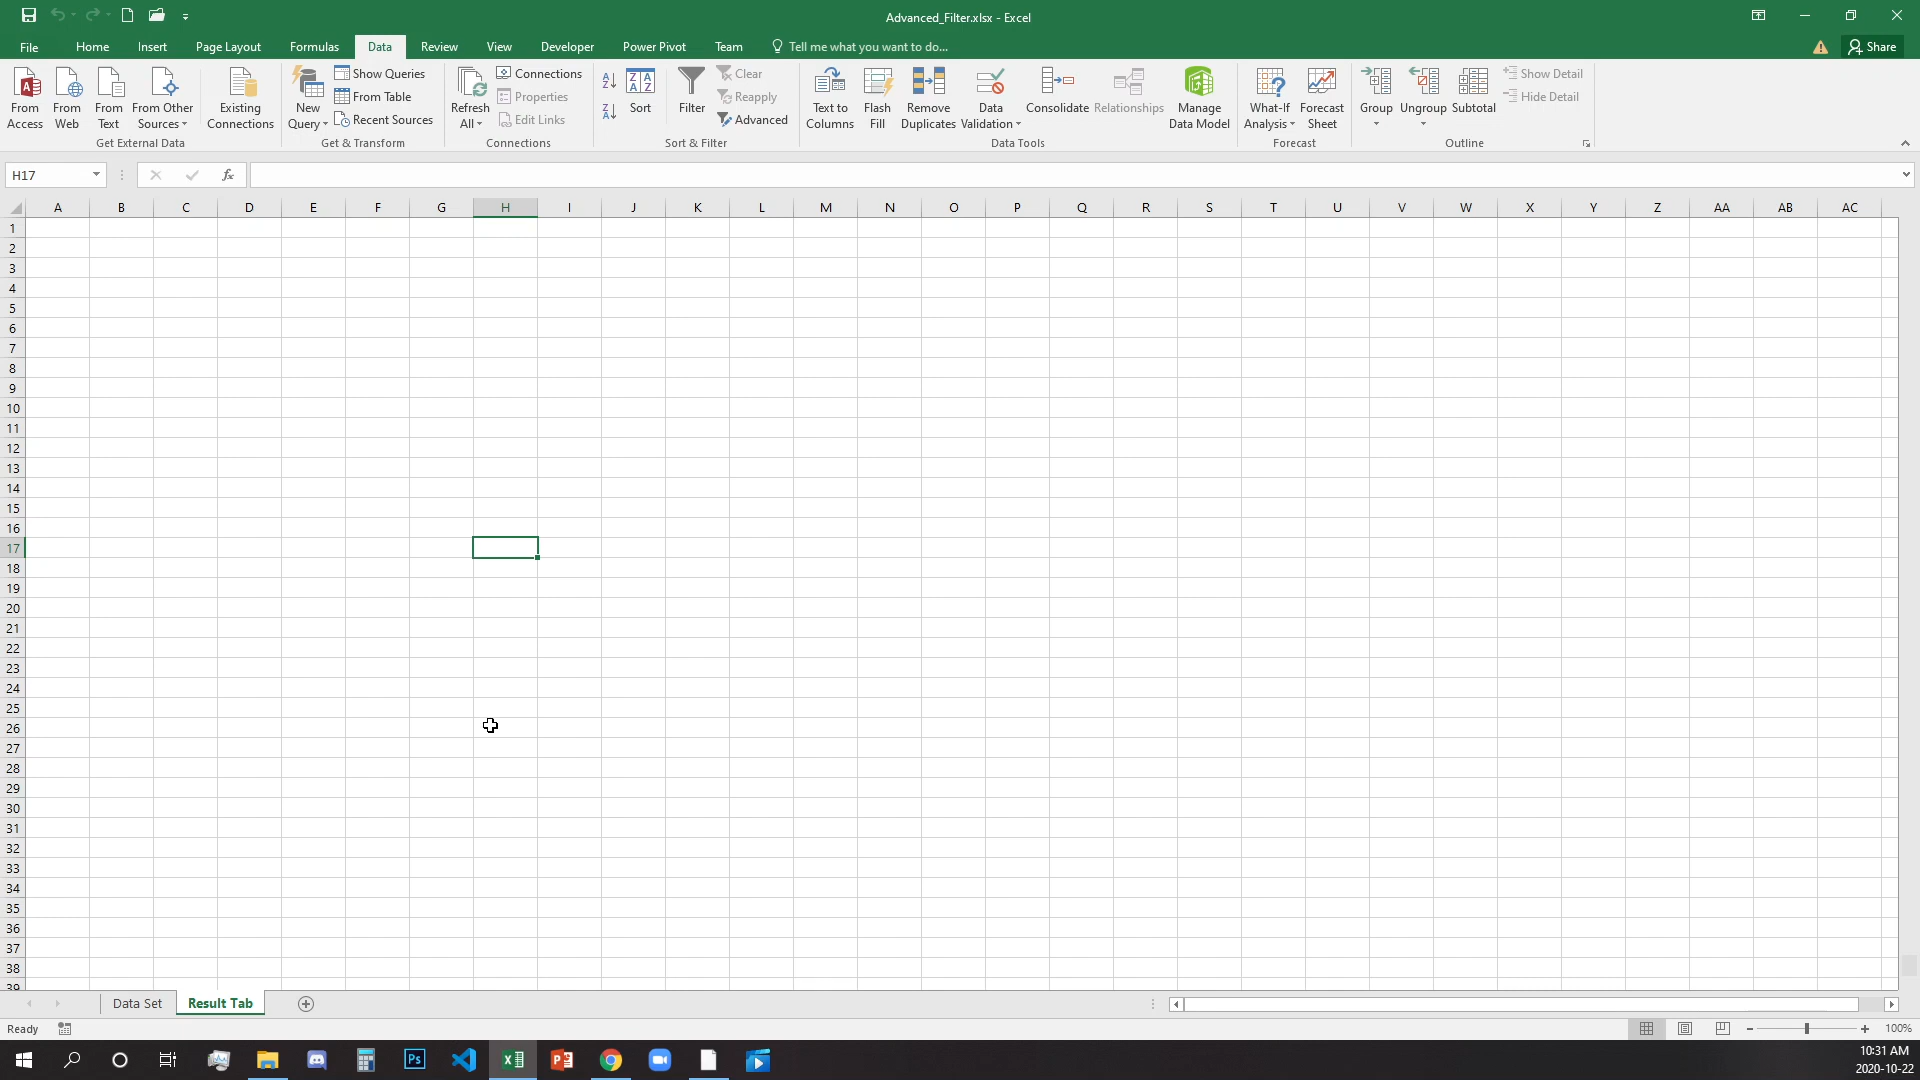 Advanced_Filter.xlsx - Excel
File Home Insert Page Layout Formulas Data Review View Developer Power Pivot Team Tell me what you want to do... Share
From Access
From Web
From Text
From Other Sources
Existing Connections
Get External Data
New Query
Show Queries
From Table
Recent Sources
Get & Transform
Refresh All
Connections
Properties
Edit Links
Connections
Sort
Filter
Clear
Reapply
Advanced
Sort & Filter
Text to Columns
Flash Fill
Remove Duplicates
Data Validation
Consolidate
Relationships
Manage Data Model
Data Tools
What-If Analysis
Forecast Sheet
Forecast
Group
Ungroup
Subtotal
Show Detail
Hide Detail
Outline
H17 fx
A B C D E F G H I J K L M N O P Q R S T U V W X Y Z AA AB AC
1
2
3
4
5
6
7
8
9
10
11
12
13
14
15
16
17
18
19
20
21
22
23
24
25
26
27
28
29
30
31
32
33
34
35
36
37
38
39
Data Set Result Tab
Ready 100%
10:31 AM
2020-10-22